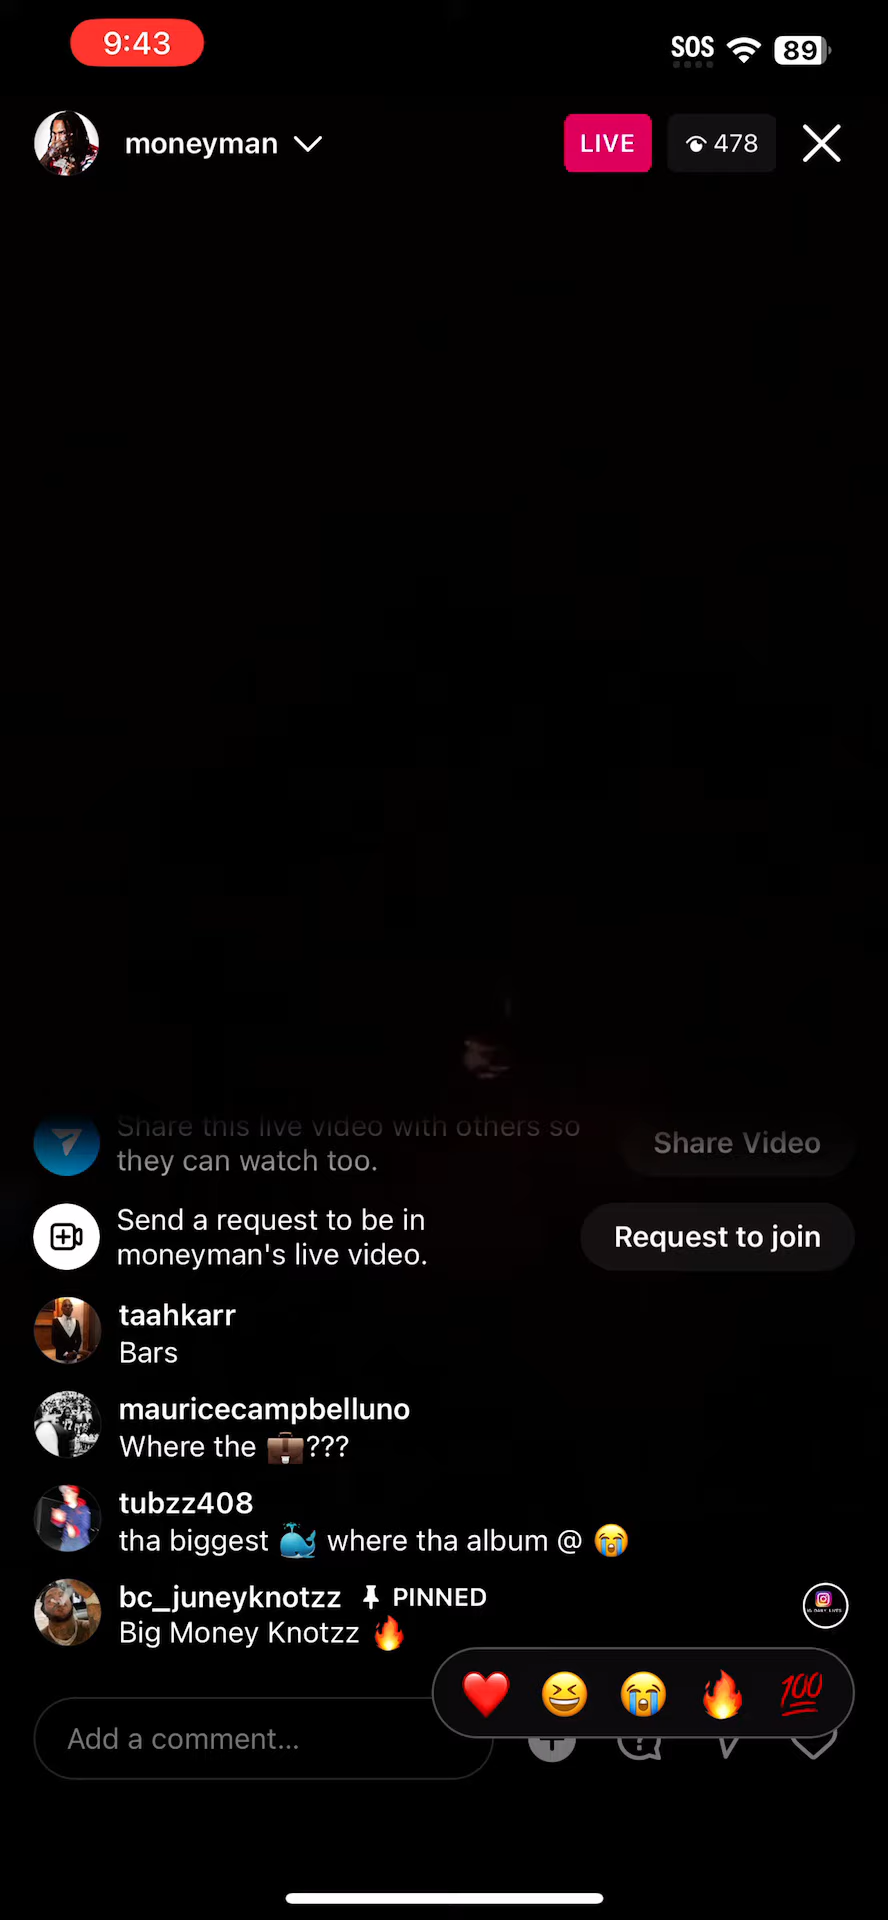 9:43
SOS
89
moneyman
LIVE
478
Share this live video with others so
they can watch too.
Share Video
Send a request to be in
moneyman's live video.
Request to join
taahkarr
Bars
mauricecampbelluno
Where the 💼???
tubzz408
tha biggest 🐳 where tha album @ 😭
bc_juneyknotzz PINNED
Big Money Knotzz 🔥
❤️ 😆 😭 🔥 💯
Add a comment...